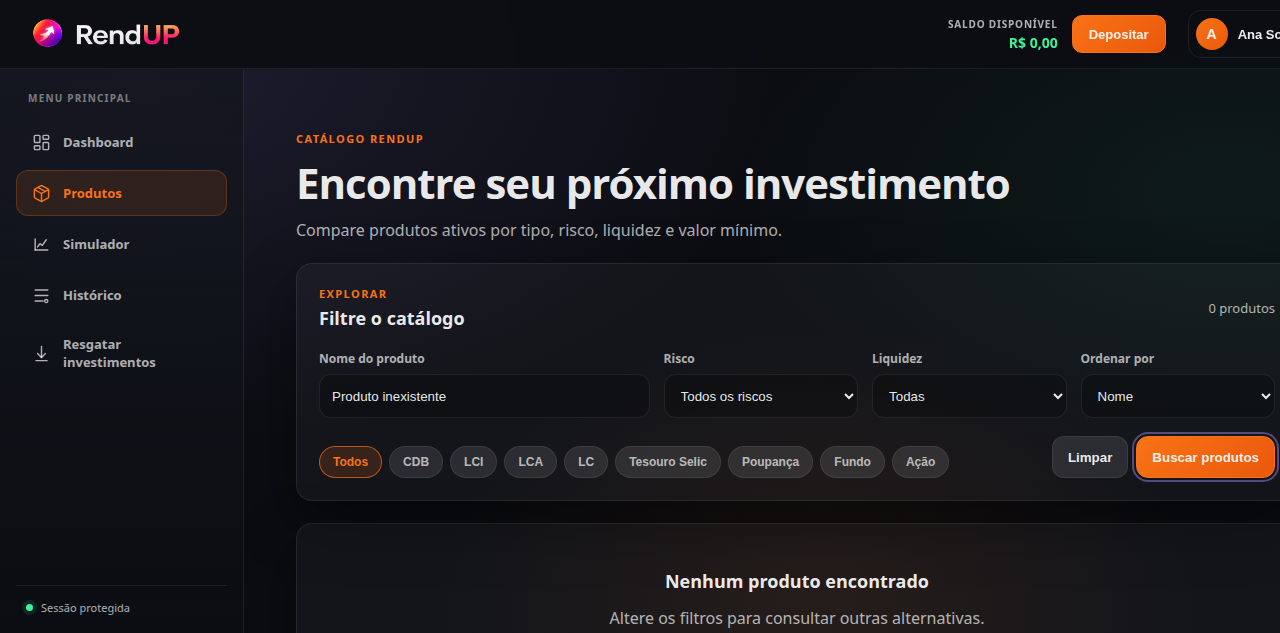 RendUP
SALDO DISPONÍVEL
R$ 0,00
Depositar
A
Ana
MENU PRINCIPAL
Dashboard
Produtos
Simulador
Histórico
Resgatar
investimentos
Sessão protegida
CATÁLOGO RENDUP
Encontre seu próximo investimento
Compare produtos ativos por tipo, risco, liquidez e valor mínimo.
EXPLORAR
Filtre o catálogo
0 produtos
Nome do produto
Risco
Liquidez
Ordenar por
Produto inexistente
Todos os riscos
Todas
Nome
Todos
CDB
LCI
LCA
LC
Tesouro Selic
Poupança
Fundo
Ação
Limpar
Buscar produtos
Nenhum produto encontrado
Altere os filtros para consultar outras alternativas.